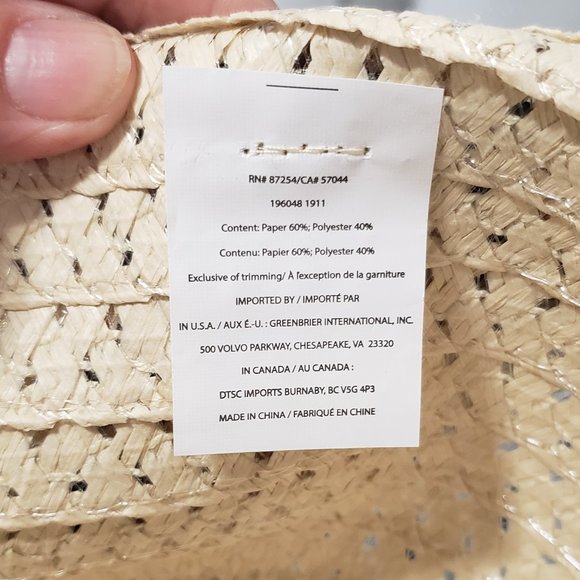 RN# 87254/CA# 57044
196048 1911
Content: Paper 60%; Polyester 40%
Contenu: Papier 60%; Polyester 40%
Exclusive of trimming/ À l'exception de la garniture
IMPORTED BY / IMPORTÉ PAR
IN U.S.A. / AUX É.-U. : GREENBRIER INTERNATIONAL, INC.
500 VOLVO PARKWAY, CHESAPEAKE, VA 23320
IN CANADA / AU CANADA :
DTSC IMPORTS BURNABY, BC V5G 4P3
MADE IN CHINA / FABRIQUÉ EN CHINE